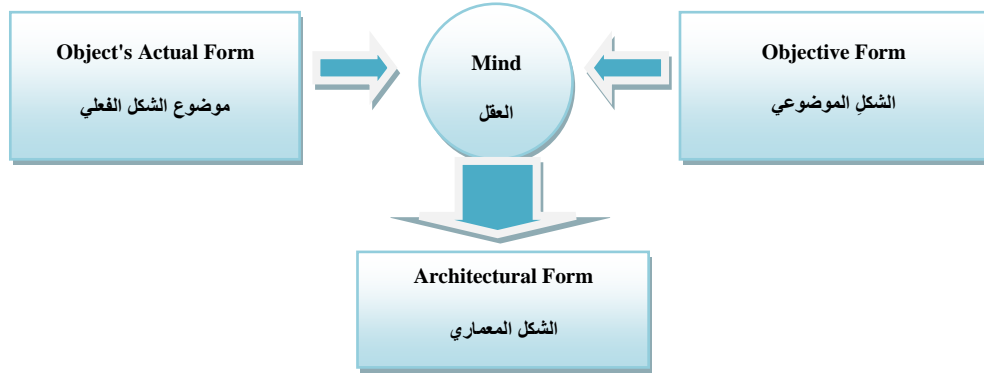 Object's Actual Form
موضوع الشكل الفعلي
Mind
العقل
Objective Form
الشكلِ الموضوعي
Architectural Form
الشكل المعماري